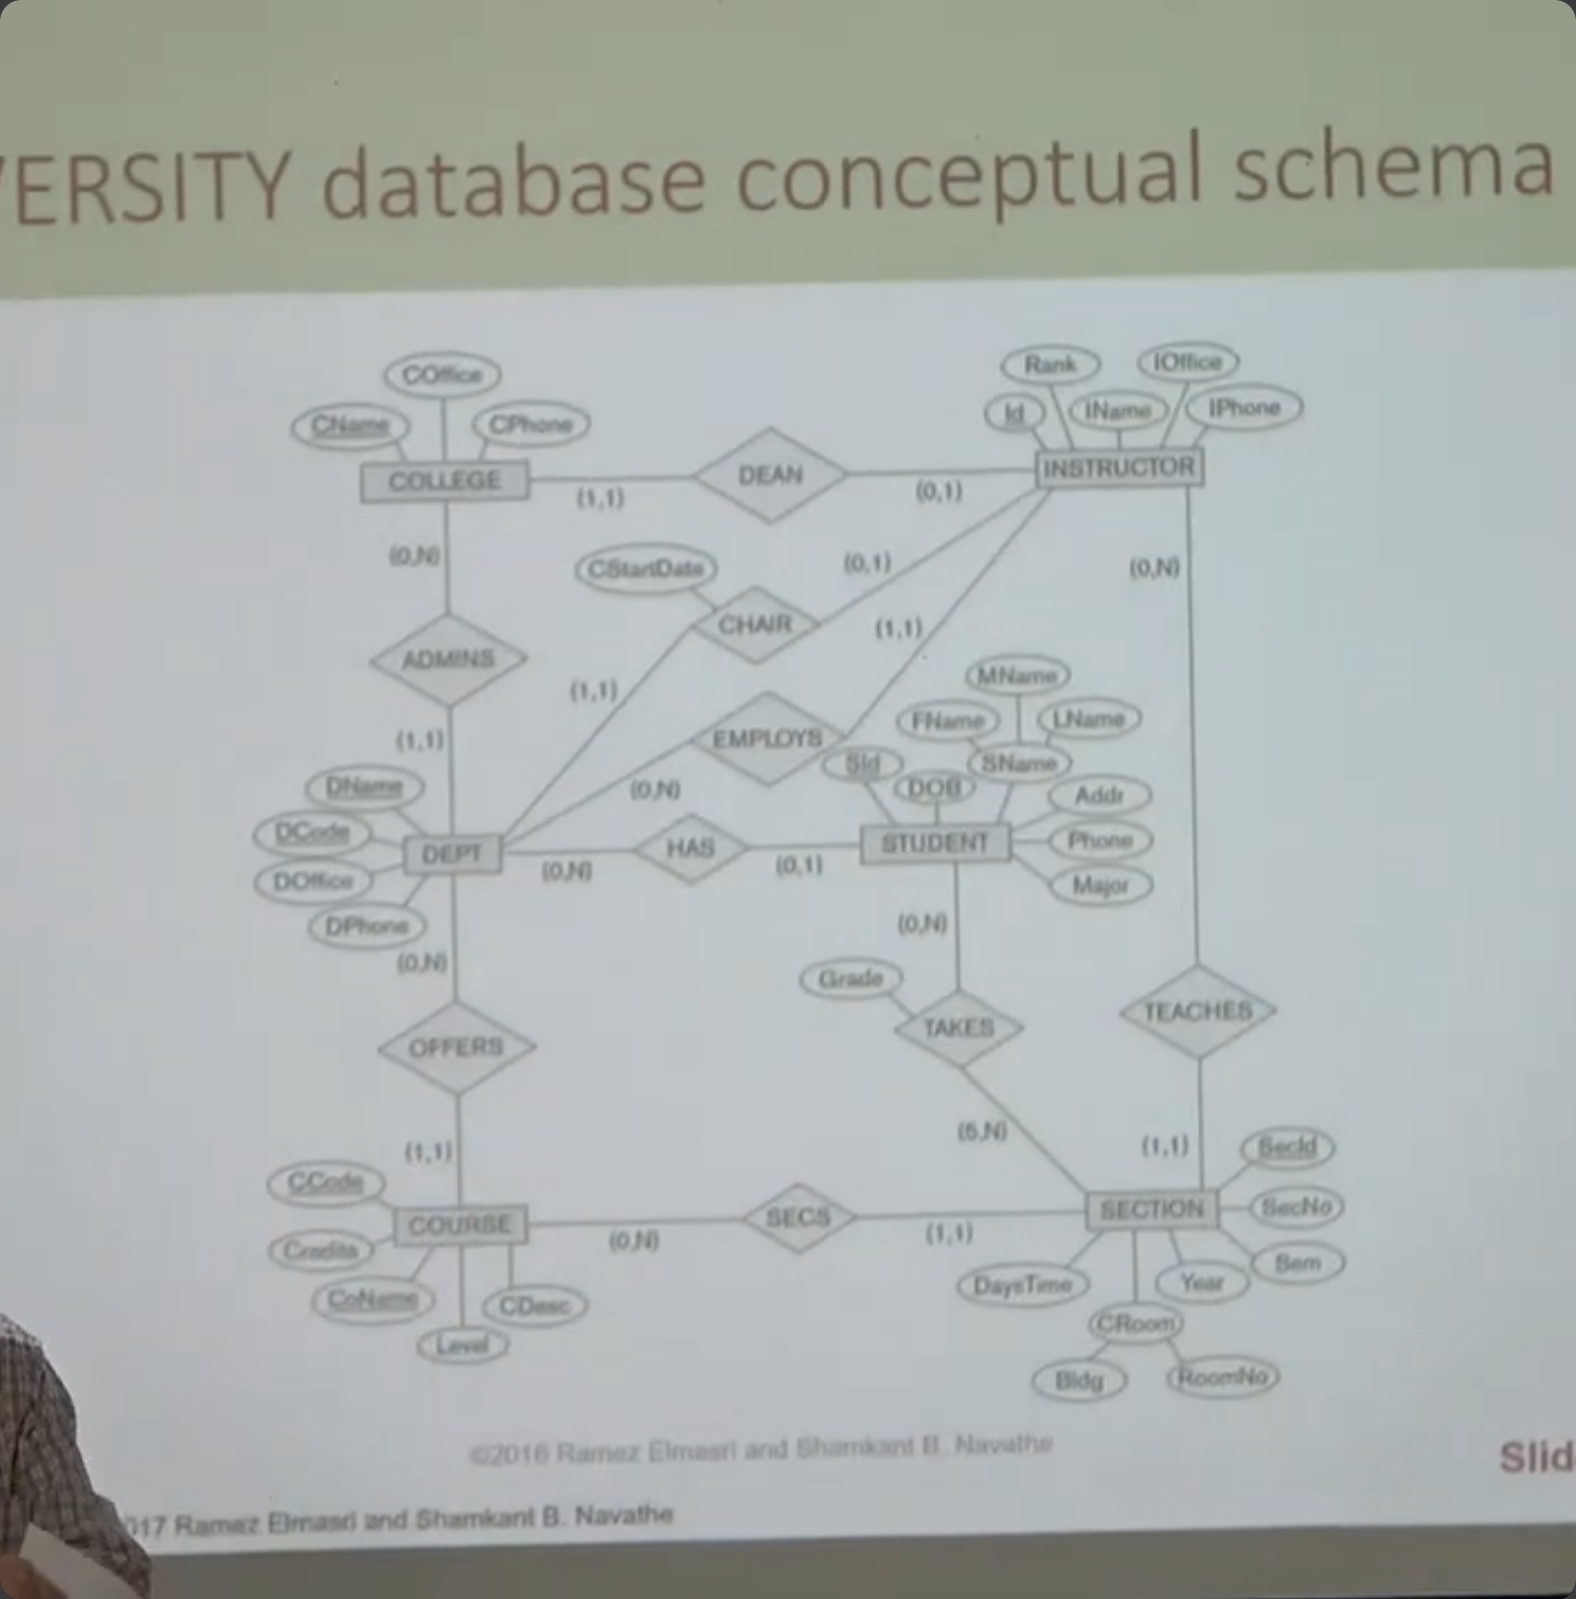 VERSITY database conceptual schema
COffice
Rank
IOffice
CName
CPhone
Id
IName
IPhone
COLLEGE
DEAN
INSTRUCTOR
(1,1)
(0,1)
(0,N)
CStartDate
(0,1)
(0,N)
CHAIR
(1,1)
ADMINS
MName
(1,1)
FName
LName
(1,1)
EMPLOYS
SId
SName
DName
(0,N)
DOB
Addr
DCode
DEPT
HAS
STUDENT
Phone
(0,N)
(0,1)
DOffice
Major
DPhone
(0,N)
(0,N)
Grade
TEACHES
OFFERS
TAKES
(5,N)
(1,1)
(1,1)
SecId
CCode
COURSE
SECS
SECTION
SecNo
(0,N)
(1,1)
Credits
Sem
CoName
CDesc
DaysTime
Year
CRoom
Level
Bldg
RoomNo
©2016 Ramez Elmasri and Shamkant B. Navathe
Slid
017 Ramez Elmasri and Shamkant B. Navathe